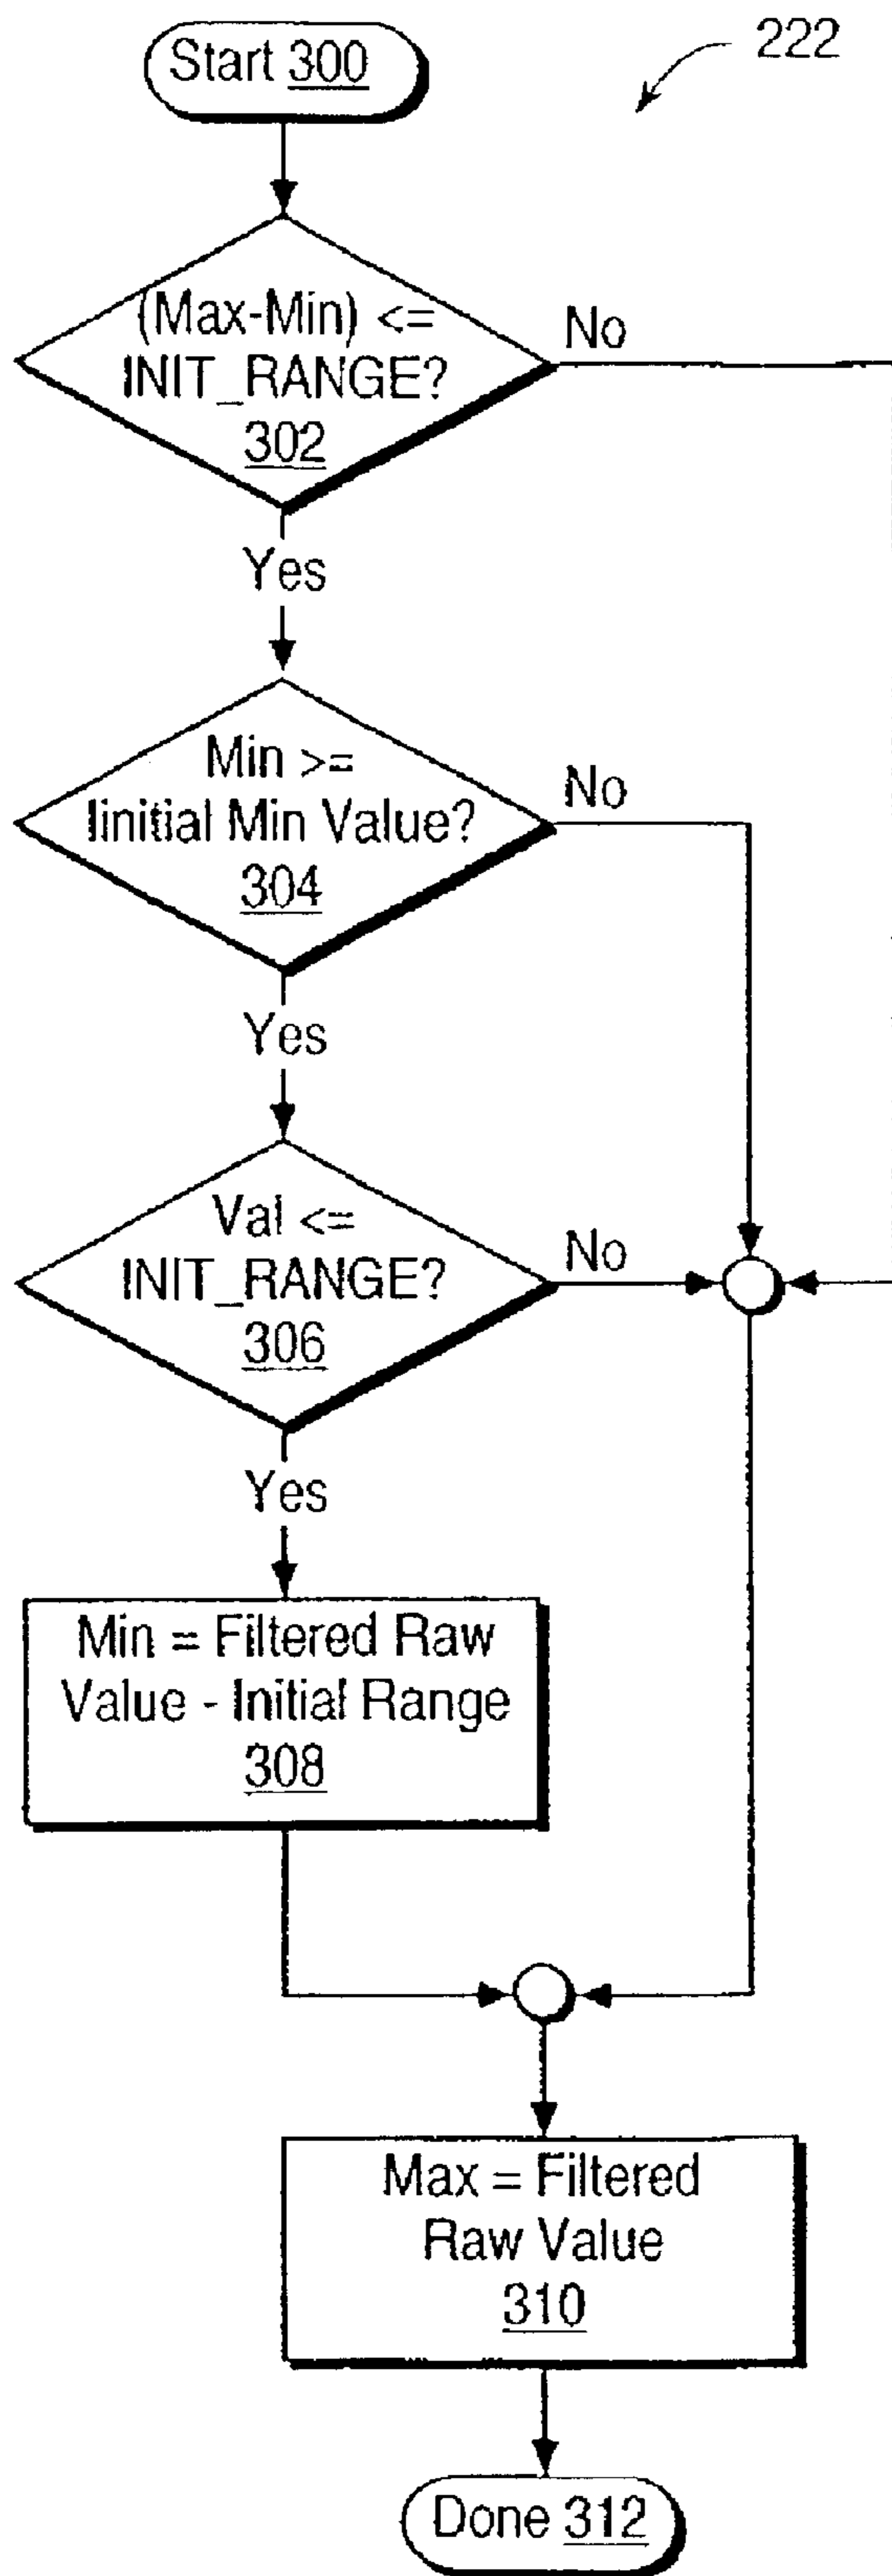 Start 300
222
(Max-Min) <=
INIT_RANGE?
302
No
Yes
Min >=
Iinitial Min Value?
304
No
Yes
Val <=
INIT_RANGE?
306
No
Yes
Min = Filtered Raw
Value - Initial Range
308
Max = Filtered
Raw Value
310
Done 312